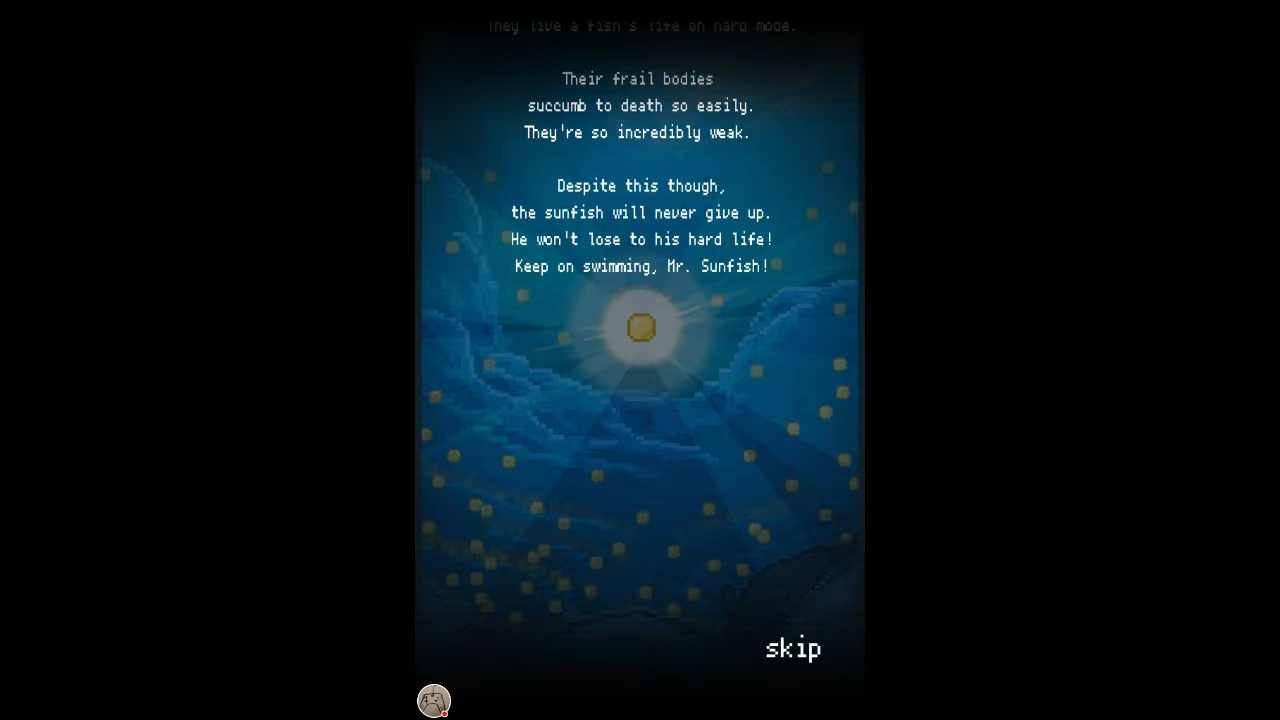 They live a fish's life on hard mode.
Their frail bodies
succumb to death so easily.
They're so incredibly weak.
Despite this though,
the sunfish will never give up.
He won't lose to his hard life!
Keep on swimming, Mr. Sunfish!
skip